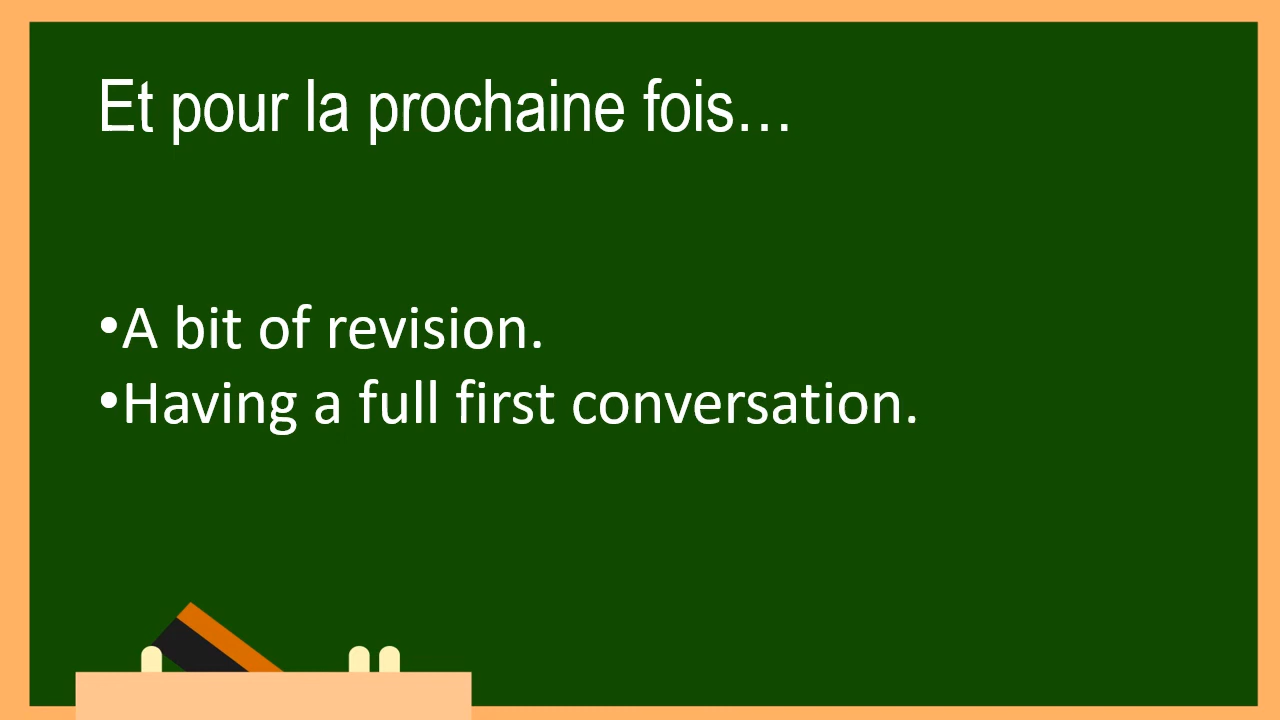 Et pour la prochaine fois…
•A bit of revision.
•Having a full first conversation.